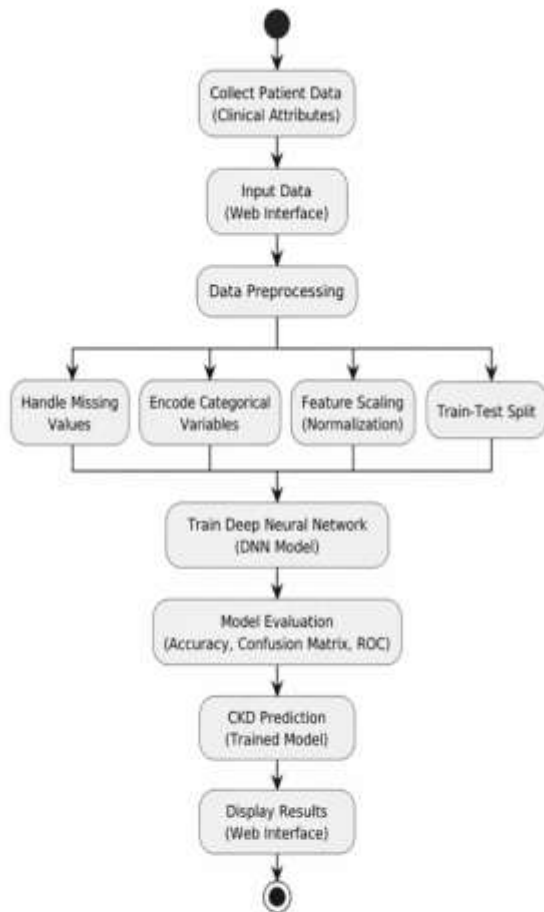 Collect Patient Data
(Clinical Attributes)
Input Data
(Web Interface)
Data Preprocessing
Handle Missing
Values
Encode Categorical
Variables
Feature Scaling
(Normalization)
Train-Test Split
Train Deep Neural Network
(DNN Model)
Model Evaluation
(Accuracy, Confusion Matrix, ROC)
CKD Prediction
(Trained Model)
Display Results
(Web Interface)